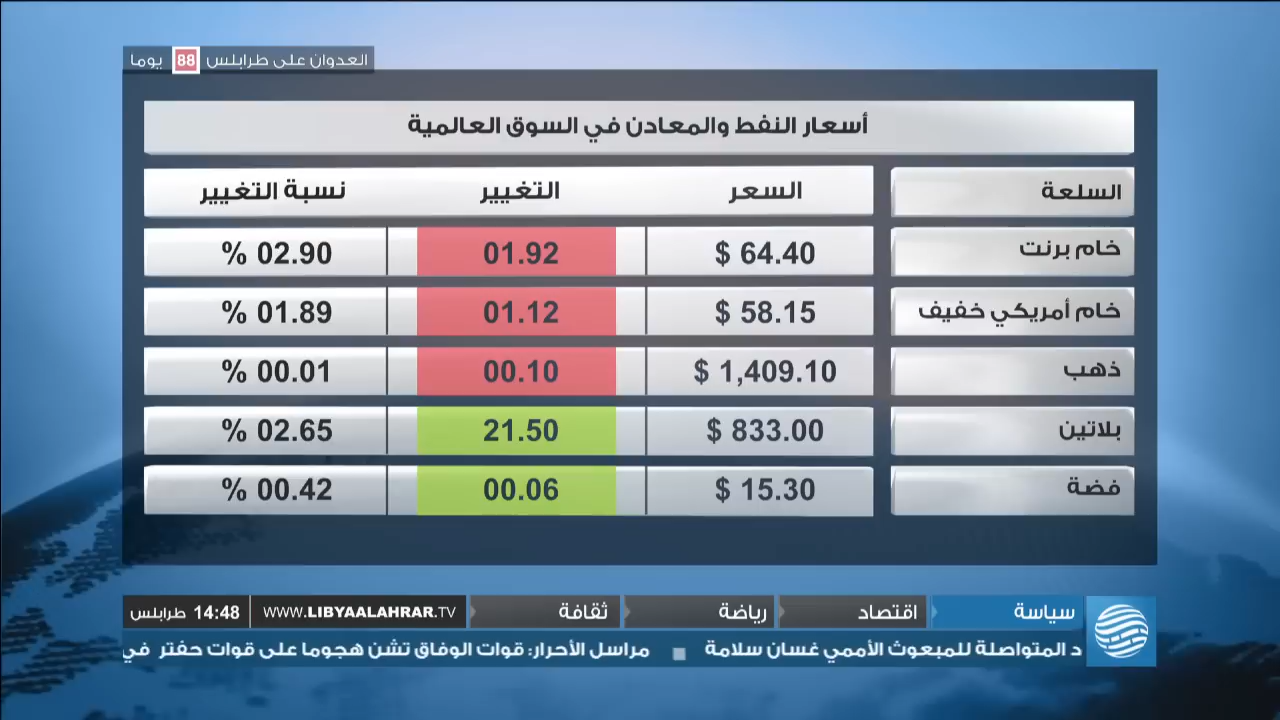 العدوان على طرابلس 88 يوما
أسعار النفط والمعادن في السوق العالمية
السلعة السعر التغيير نسبة التغيير
خام برنت $ 64.40 01.92 % 02.90
خام أمريكي خفيف $ 58.15 01.12 % 01.89
ذهب $ 1,409.10 00.10 % 00.01
بلاتين $ 833.00 21.50 % 02.65
فضة $ 15.30 00.06 % 00.42
سياسة اقتصاد رياضة ثقافة WWW.LIBYAALAHRAR.TV 14:48 طرابلس
د المتواصلة للمبعوث الأممي غسان سلامة ■ مراسل الأحرار: قوات الوفاق تشن هجوما على قوات حفتر في